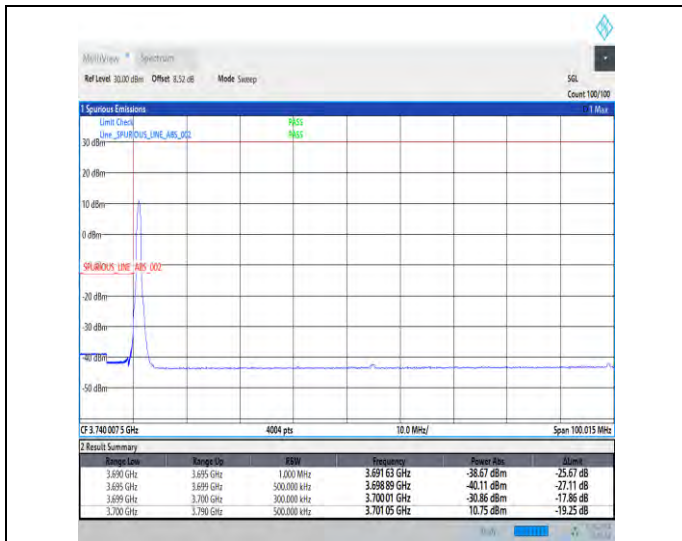 MultiView Spectrum
Ref Level 30.00 dBm Offset 8.52 dB Mode Sweep SGL
Count 100/100
1 Spurious Emissions 1 Max
Limit Check PASS
Line _SPURIOUS_LINE_ABS_002 PASS
30 dBm
20 dBm
10 dBm
0 dBm
SPURIOUS_LINE_ABS_002
-20 dBm
-30 dBm
-40 dBm
-50 dBm
CF 3.740 007 5 GHz 4004 pts 10.0 MHz/ Span 100.015 MHz
2 Result Summary
Range Low Range Up RBW Frequency Power Abs ΔLimit
3.690 GHz 3.695 GHz 1.000 MHz 3.691 63 GHz -38.67 dBm -25.67 dB
3.695 GHz 3.699 GHz 500.000 kHz 3.698 89 GHz -40.11 dBm -27.11 dB
3.699 GHz 3.700 GHz 300.000 kHz 3.700 01 GHz -30.86 dBm -17.86 dB
3.700 GHz 3.790 GHz 500.000 kHz 3.701 05 GHz 10.75 dBm -19.25 dB